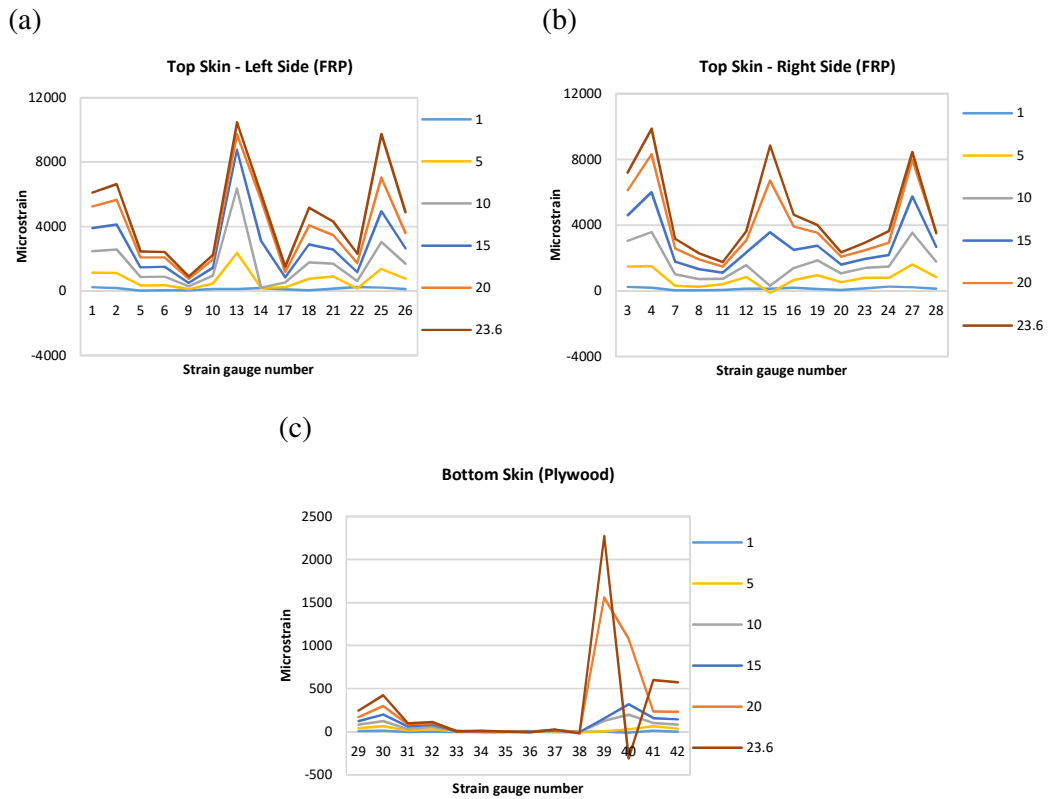 (a)
Top Skin - Left Side (FRP)
12000
8000
4000
0
-4000
Microstrain
1 2 5 6 9 10 13 14 17 18 21 22 25 26
Strain gauge number
1
5
10
15
20
23.6
(b)
Top Skin - Right Side (FRP)
12000
8000
4000
0
-4000
Microstrain
3 4 7 8 11 12 15 16 19 20 23 24 27 28
Strain gauge number
1
5
10
15
20
23.6
(c)
Bottom Skin (Plywood)
2500
2000
1500
1000
500
0
-500
Microstrain
29 30 31 32 33 34 35 36 37 38 39 40 41 42
Strain gauge number
1
5
10
15
20
23.6